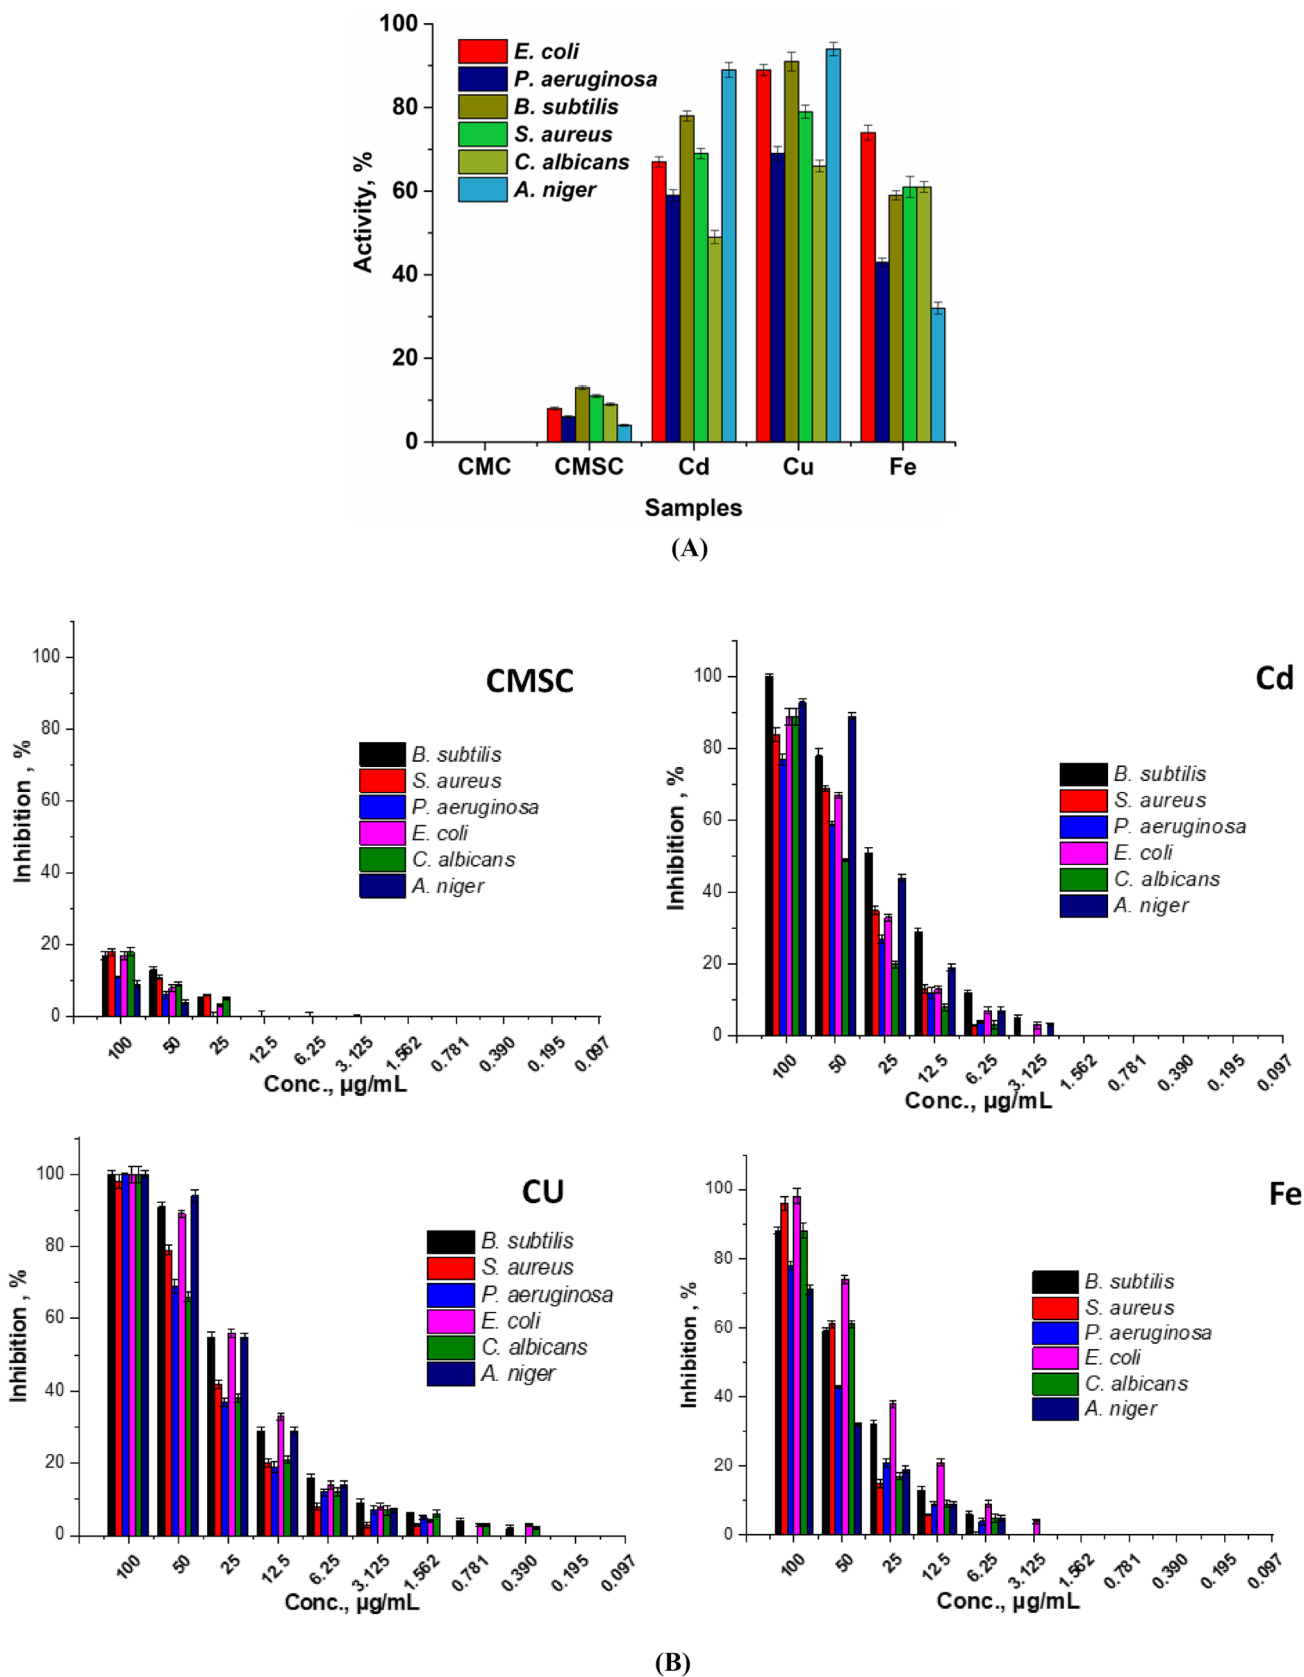 100
80
60
40
20
0
Activity, %
E. coli
P. aeruginosa
B. subtilis
S. aureus
C. albicans
A. niger
CMC CMSC Cd Cu Fe
Samples
(A)
100
80
60
40
20
0
Inhibition , %
CMSC
B. subtilis
S. aureus
P. aeruginosa
E. coli
C. albicans
A. niger
100 50 25 12.5 6.25 3.125 1.562 0.781 0.390 0.195 0.097
Conc., µg/mL
100
80
60
40
20
0
Inhibition , %
Cd
B. subtilis
S. aureus
P. aeruginosa
E. coli
C. albicans
A. niger
100 50 25 12.5 6.25 3.125 1.562 0.781 0.390 0.195 0.097
Conc., µg/mL
100
80
60
40
20
0
Inhibition , %
CU
B. subtilis
S. aureus
P. aeruginosa
E. coli
C. albicans
A. niger
100 50 25 12.5 6.25 3.125 1.562 0.781 0.390 0.195 0.097
Conc., µg/mL
100
80
60
40
20
0
Inhibition , %
Fe
B. subtilis
S. aureus
P. aeruginosa
E. coli
C. albicans
A. niger
100 50 25 12.5 6.25 3.125 1.562 0.781 0.390 0.195 0.097
Conc., µg/mL
(B)